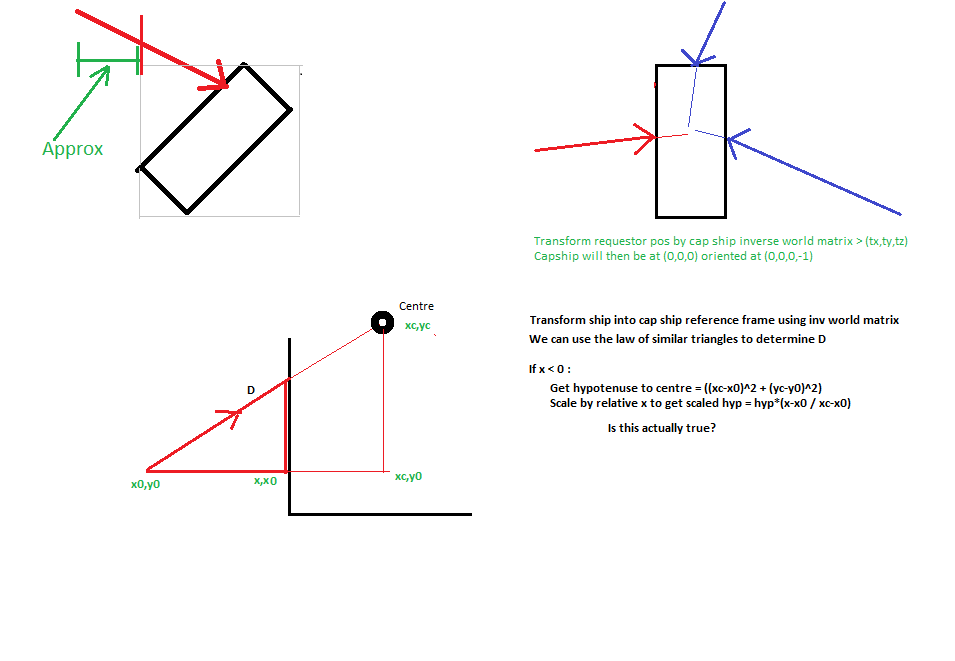 Approx
Transform requestor pos by cap ship inverse world matrix > (tx,ty,tz)
Capship will then be at (0,0,0) oriented at (0,0,0,-1)
Centre
xc,yc
D
x0,y0
x,x0
xc,y0
Transform ship into cap ship reference frame using inv world matrix
We can use the law of similar triangles to determine D
If x < 0 :
Get hypotenuse to centre = ((xc-x0)^2 + (yc-y0)^2)
Scale by relative x to get scaled hyp = hyp*(x-x0 / xc-x0)
Is this actually true?